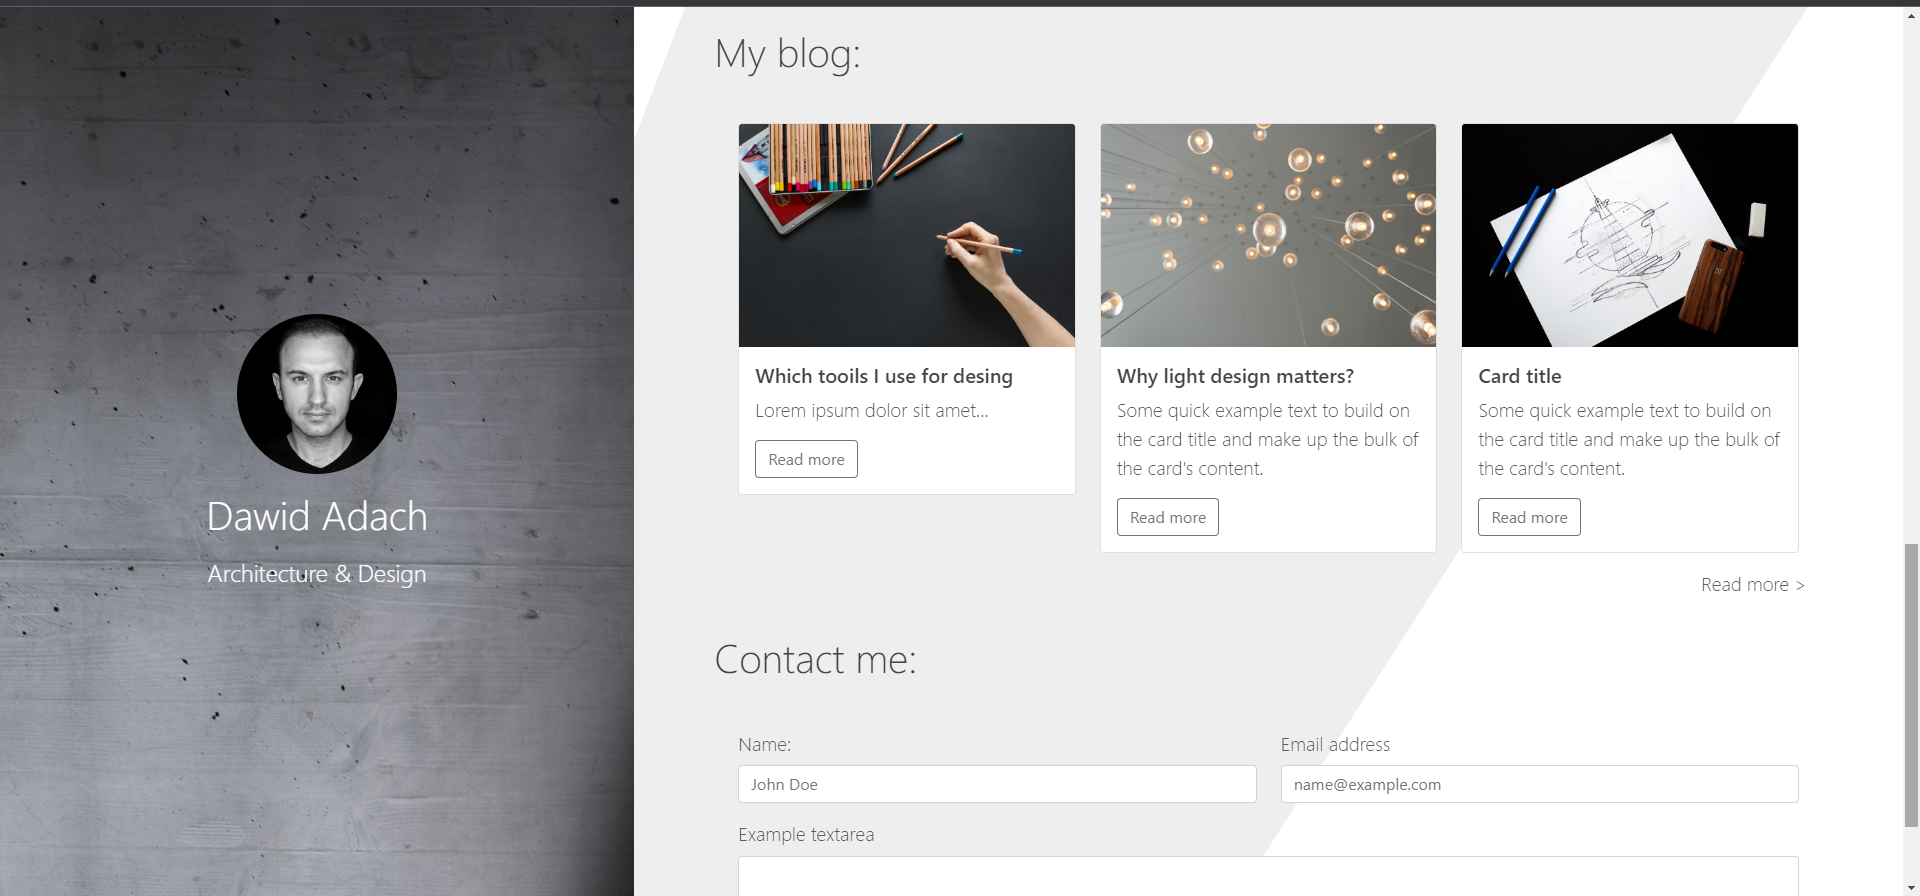 Dawid Adach
Architecture & Design
My blog:
Which tooils I use for desing
Lorem ipsum dolor sit amet...
Read more
Why light design matters?
Some quick example text to build on
the card title and make up the bulk of
the card's content.
Read more
Card title
Some quick example text to build on
the card title and make up the bulk of
the card's content.
Read more
Read more >
Contact me:
Name:
John Doe
Email address
name@example.com
Example textarea